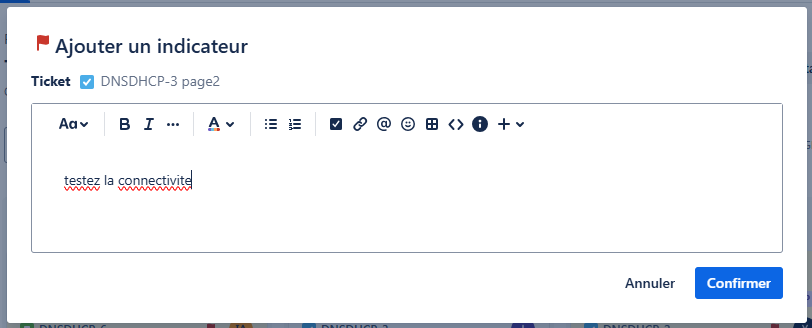 Ajouter un indicateur
Ticket DNSDHCP-3 page2
Aa B I ... A
testez la connectivite
Annuler Confirmer